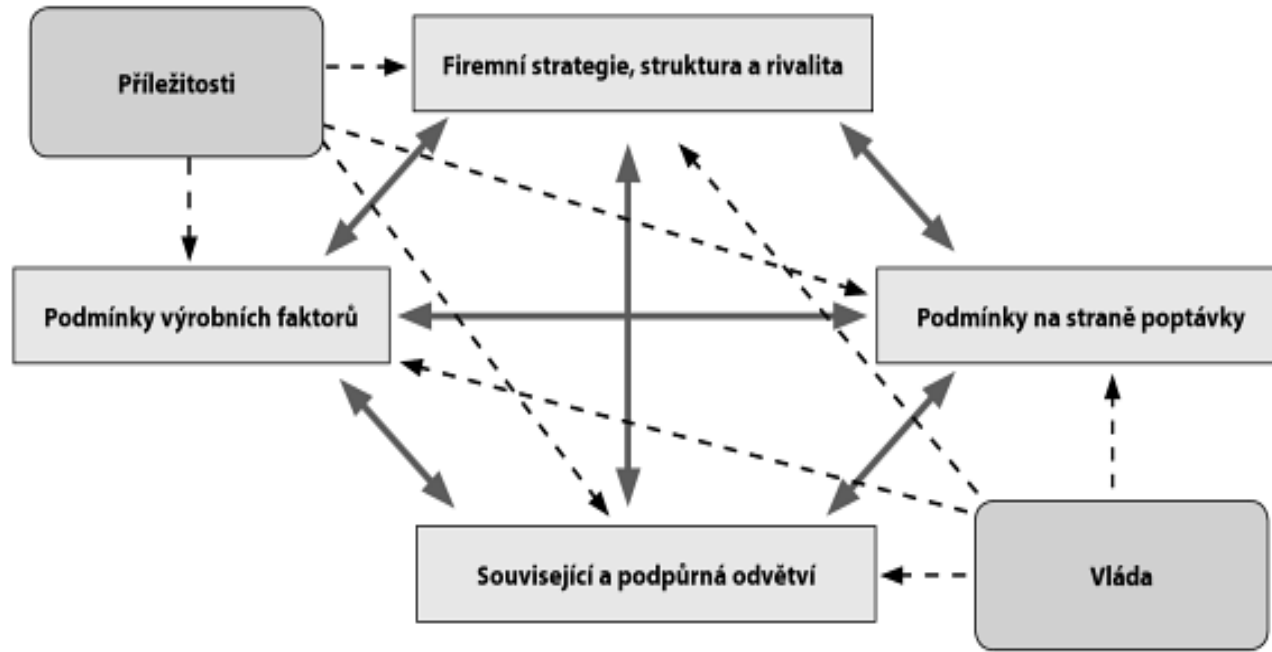 Příležitosti
Firemní strategie, struktura a rivalita
Podmínky výrobních faktorů
Podmínky na straně poptávky
Související a podpůrná odvětví
Vláda